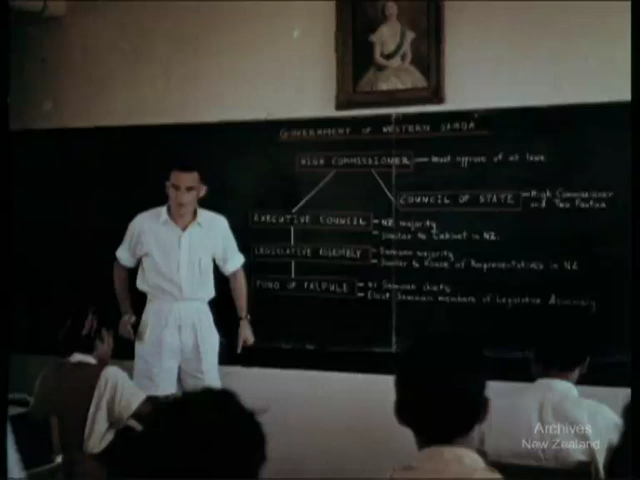 GOVERNMENT OF WESTERN SAMOA
HIGH COMMISSIONER — must approve of all laws
COUNCIL OF STATE — High Commissioner
and Two Fautua
EXECUTIVE COUNCIL — NZ majority
— similar to Cabinet in N.Z.
LEGISLATIVE ASSEMBLY — Samoan majority
— Similar to House of Representatives in NZ
FONO OF FAIPULE — 41 Samoan chiefs
— Elect Samoan members of Legislative Assembly
Archives
New Zealand